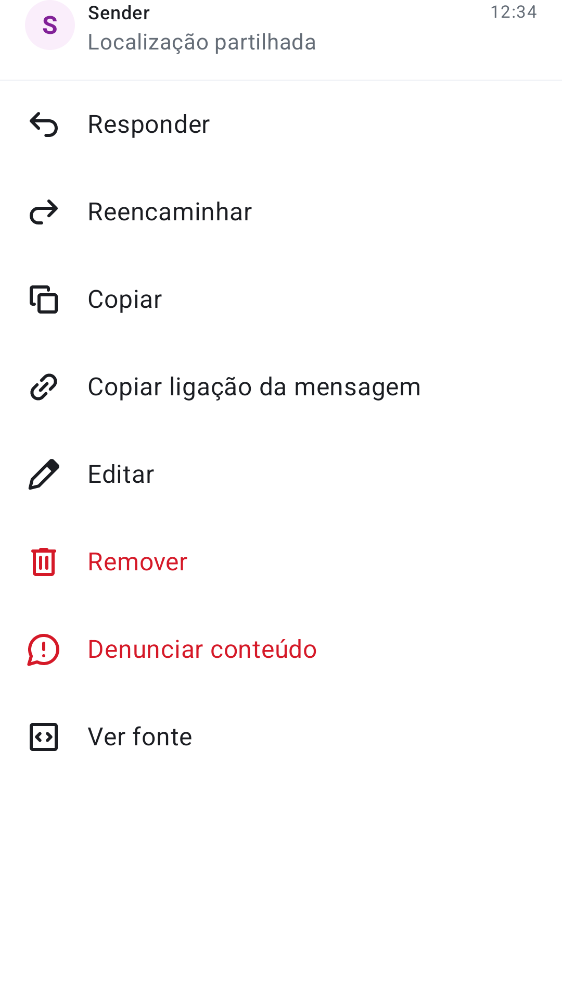 S
Sender
12:34
Localização partilhada
Responder
Reencaminhar
Copiar
Copiar ligação da mensagem
Editar
Remover
Denunciar conteúdo
Ver fonte